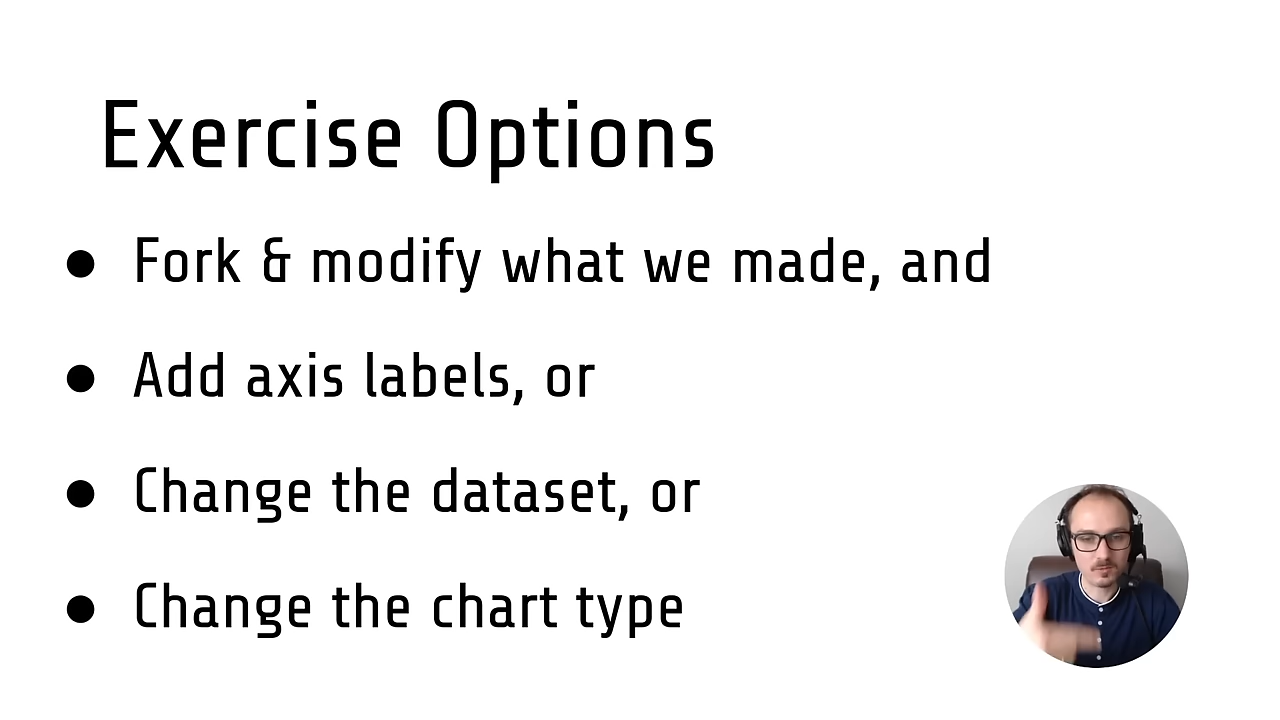 Exercise Options
● Fork & modify what we made, and
● Add axis labels, or
● Change the dataset, or
● Change the chart type